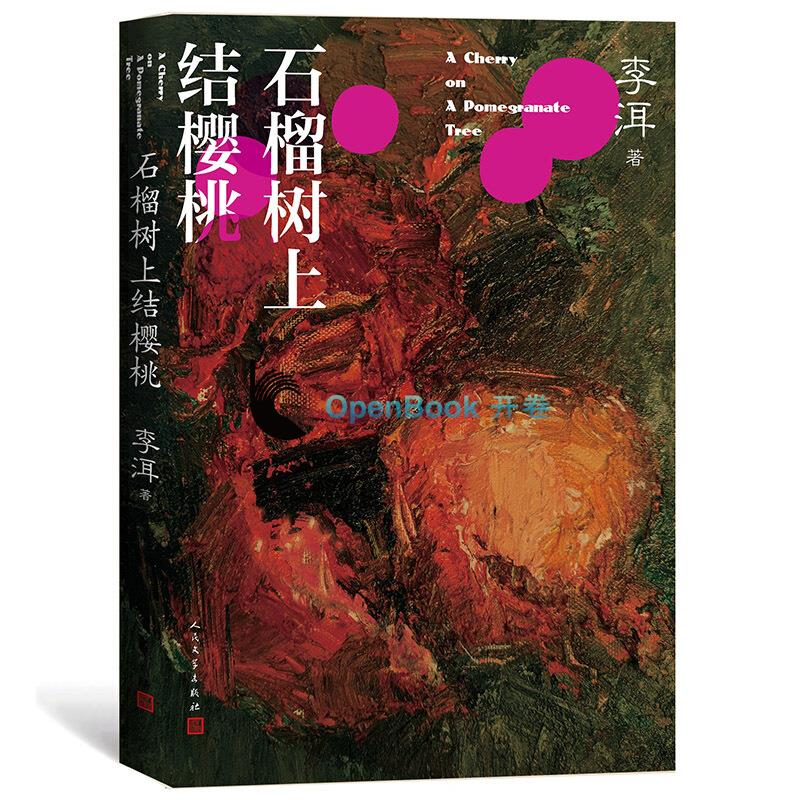 石榴树上
结樱桃
A Cherry
on
A Pomegranate
Tree
李洱
著
人民文学出版社
A Cherry
on
A Pomegranate
Tree
石榴树上结樱桃
李洱
著
OpenBook 开卷